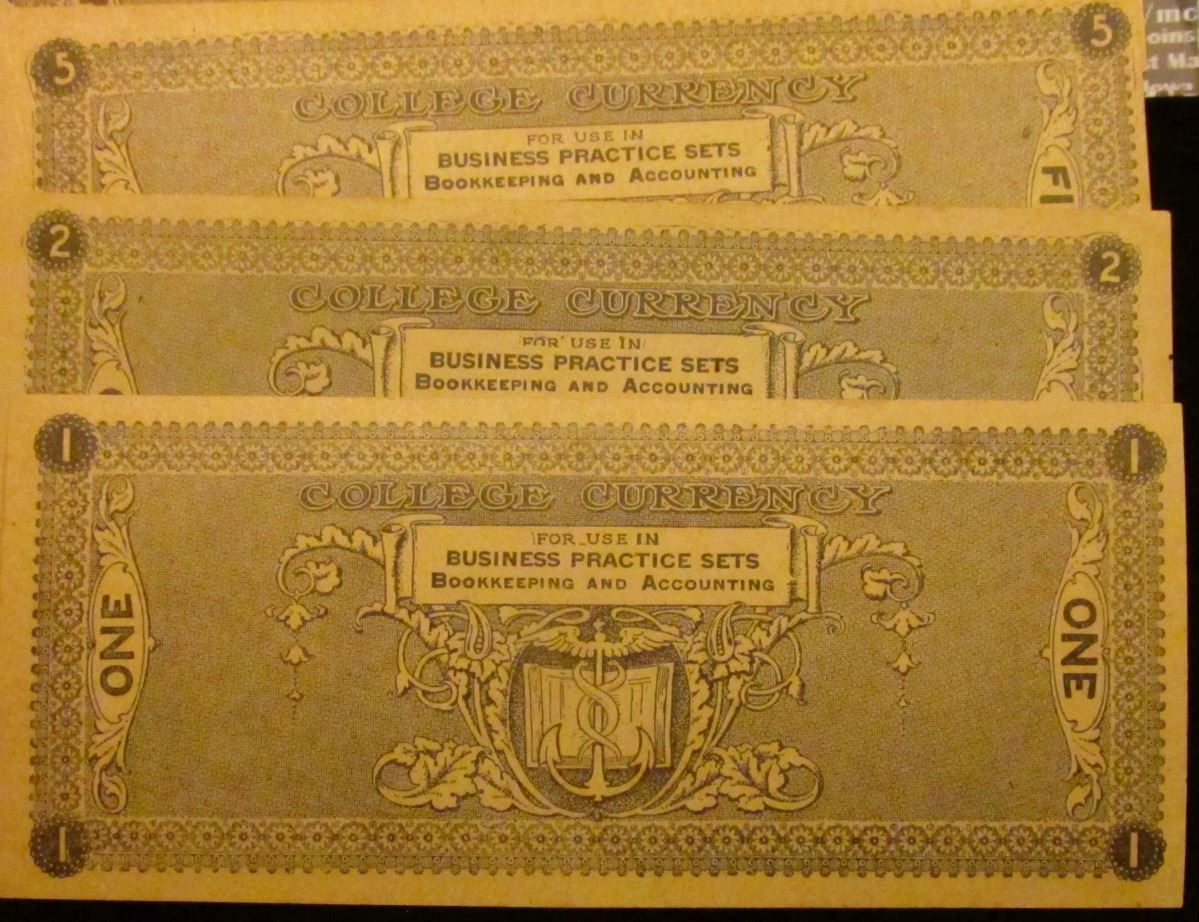 5 5
COLLEGE CURRENCY
FOR USE IN
BUSINESS PRACTICE SETS
BOOKKEEPING AND ACCOUNTING
2 2
COLLEGE CURRENCY
FOR USE IN
BUSINESS PRACTICE SETS
BOOKKEEPING AND ACCOUNTING
1 1
COLLEGE CURRENCY
FOR USE IN
BUSINESS PRACTICE SETS
BOOKKEEPING AND ACCOUNTING
ONE ONE
1 1